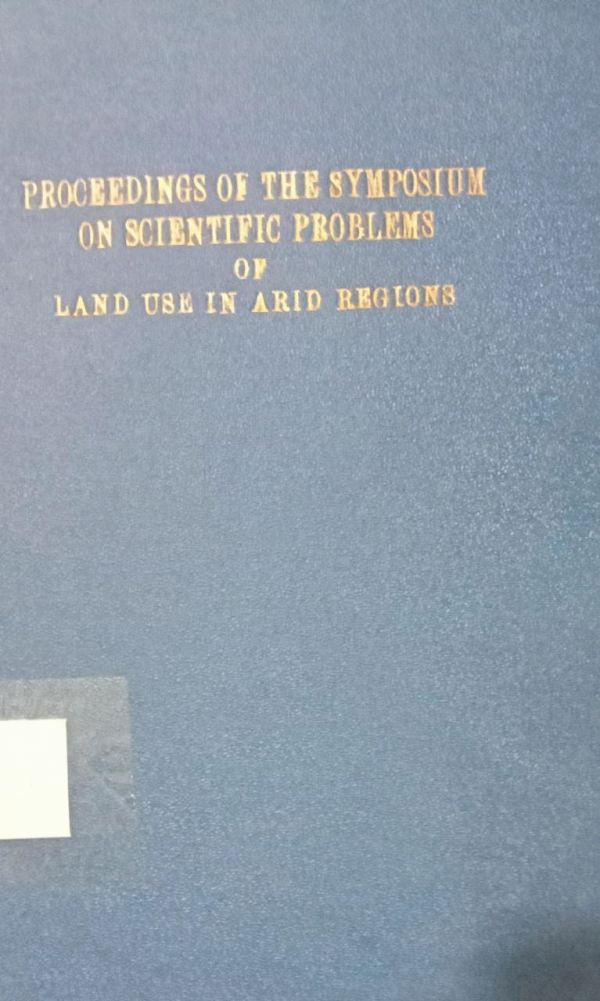 PROCEEDINGS OF THE SYMPOSIUM
ON SCIENTIFIC PROBLEMS
OF
LAND USE IN ARID REGIONS